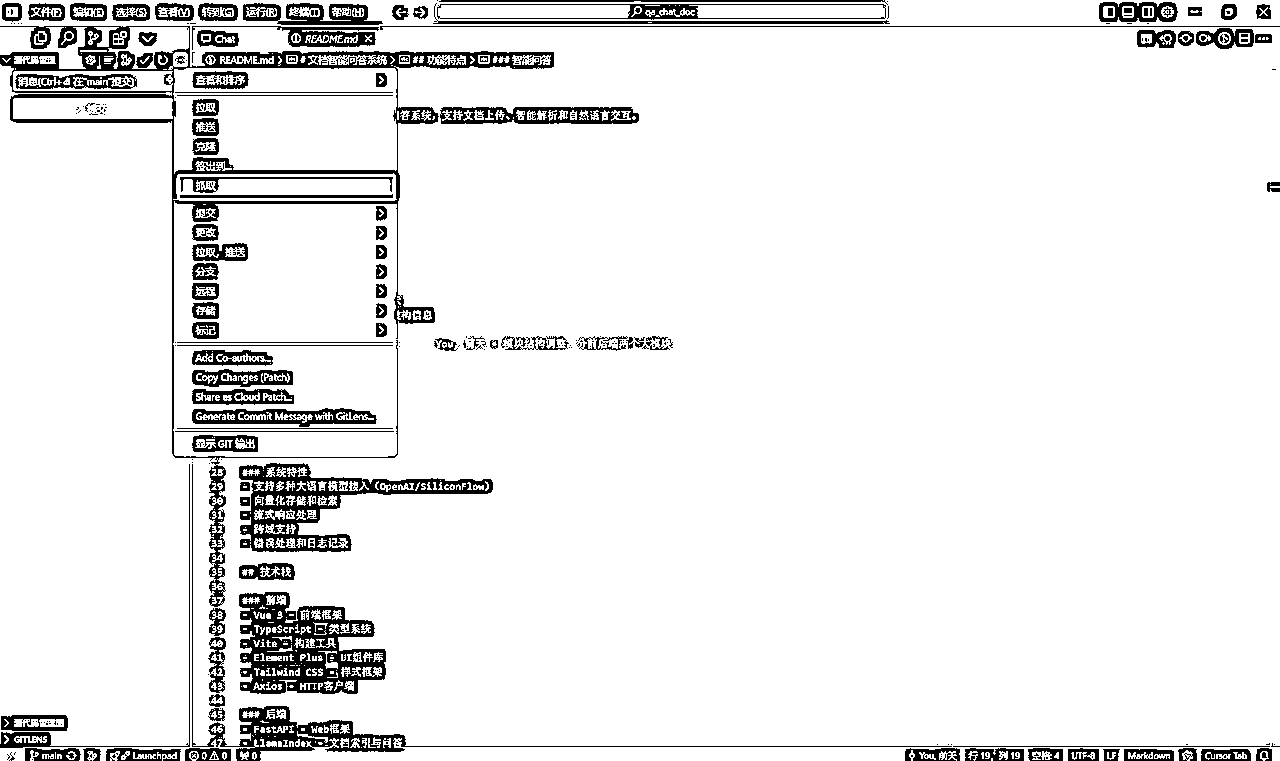 文件(F) 编辑(E) 选择(S) 查看(V) 转到(G) 运行(R) 终端(T) 帮助(H) qa_chat_doc
Chat README.md
源代码管理
README.md > # 文档智能问答系统 > ## 功能特点 > ### 智能问答
消息(Ctrl+⏎ 在"main"提交)
提交
查看和排序
拉取
推送
克隆
签出到...
抓取
提交
更改
拉取,推送
分支
远程
存储
标记
Add Co-authors...
Copy Changes (Patch)
Share as Cloud Patch...
Generate Commit Message with GitLens...
显示 GIT 输出
答系统,支持文档上传、智能解析和自然语言交互。
构信息
You, 前天 • 模块结构调整,分前后端两个大模块
28 ### 系统特性
29 - 支持多种大语言模型接入(OpenAI/SiliconFlow)
30 - 向量化存储和检索
31 - 流式响应处理
32 - 跨域支持
33 - 错误处理和日志记录
34
35 ## 技术栈
36
37 ### 前端
38 - Vue 3 - 前端框架
39 - TypeScript - 类型系统
40 - Vite - 构建工具
41 - Element Plus - UI组件库
42 - Tailwind CSS - 样式框架
43 - Axios - HTTP客户端
44
45 ### 后端
46 - FastAPI - Web框架
47 - LlamaIndex - 文档索引与问答
GITLENS
main Launchpad 0 0 0 You, 前天 行 19, 列 19 空格: 4 UTF-8 LF Markdown Cursor Tab